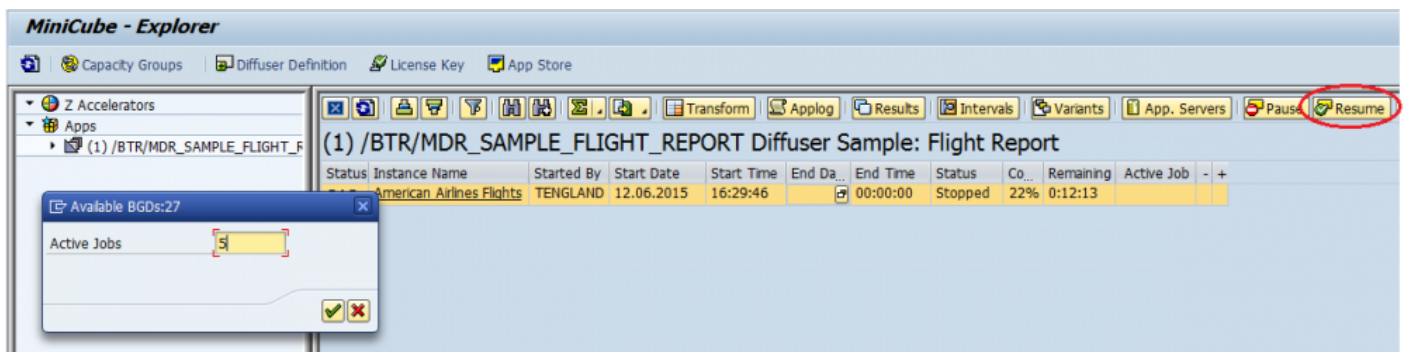 MiniCube - Explorer
Capacity Groups Diffuser Definition License Key App Store
Z Accelerators
Apps
(1) /BTR/MDR_SAMPLE_FLIGHT_R
Transform Applog Results Intervals Variants App. Servers Pause Resume
(1) /BTR/MDR_SAMPLE_FLIGHT_REPORT Diffuser Sample: Flight Report
Status Instance Name Started By Start Date Start Time End Da... End Time Status Co... Remaining Active Job - +
American Airlines Flights TENGLAND 12.06.2015 16:29:46 00:00:00 Stopped 22% 0:12:13
Available BGDs:27
Active Jobs 5